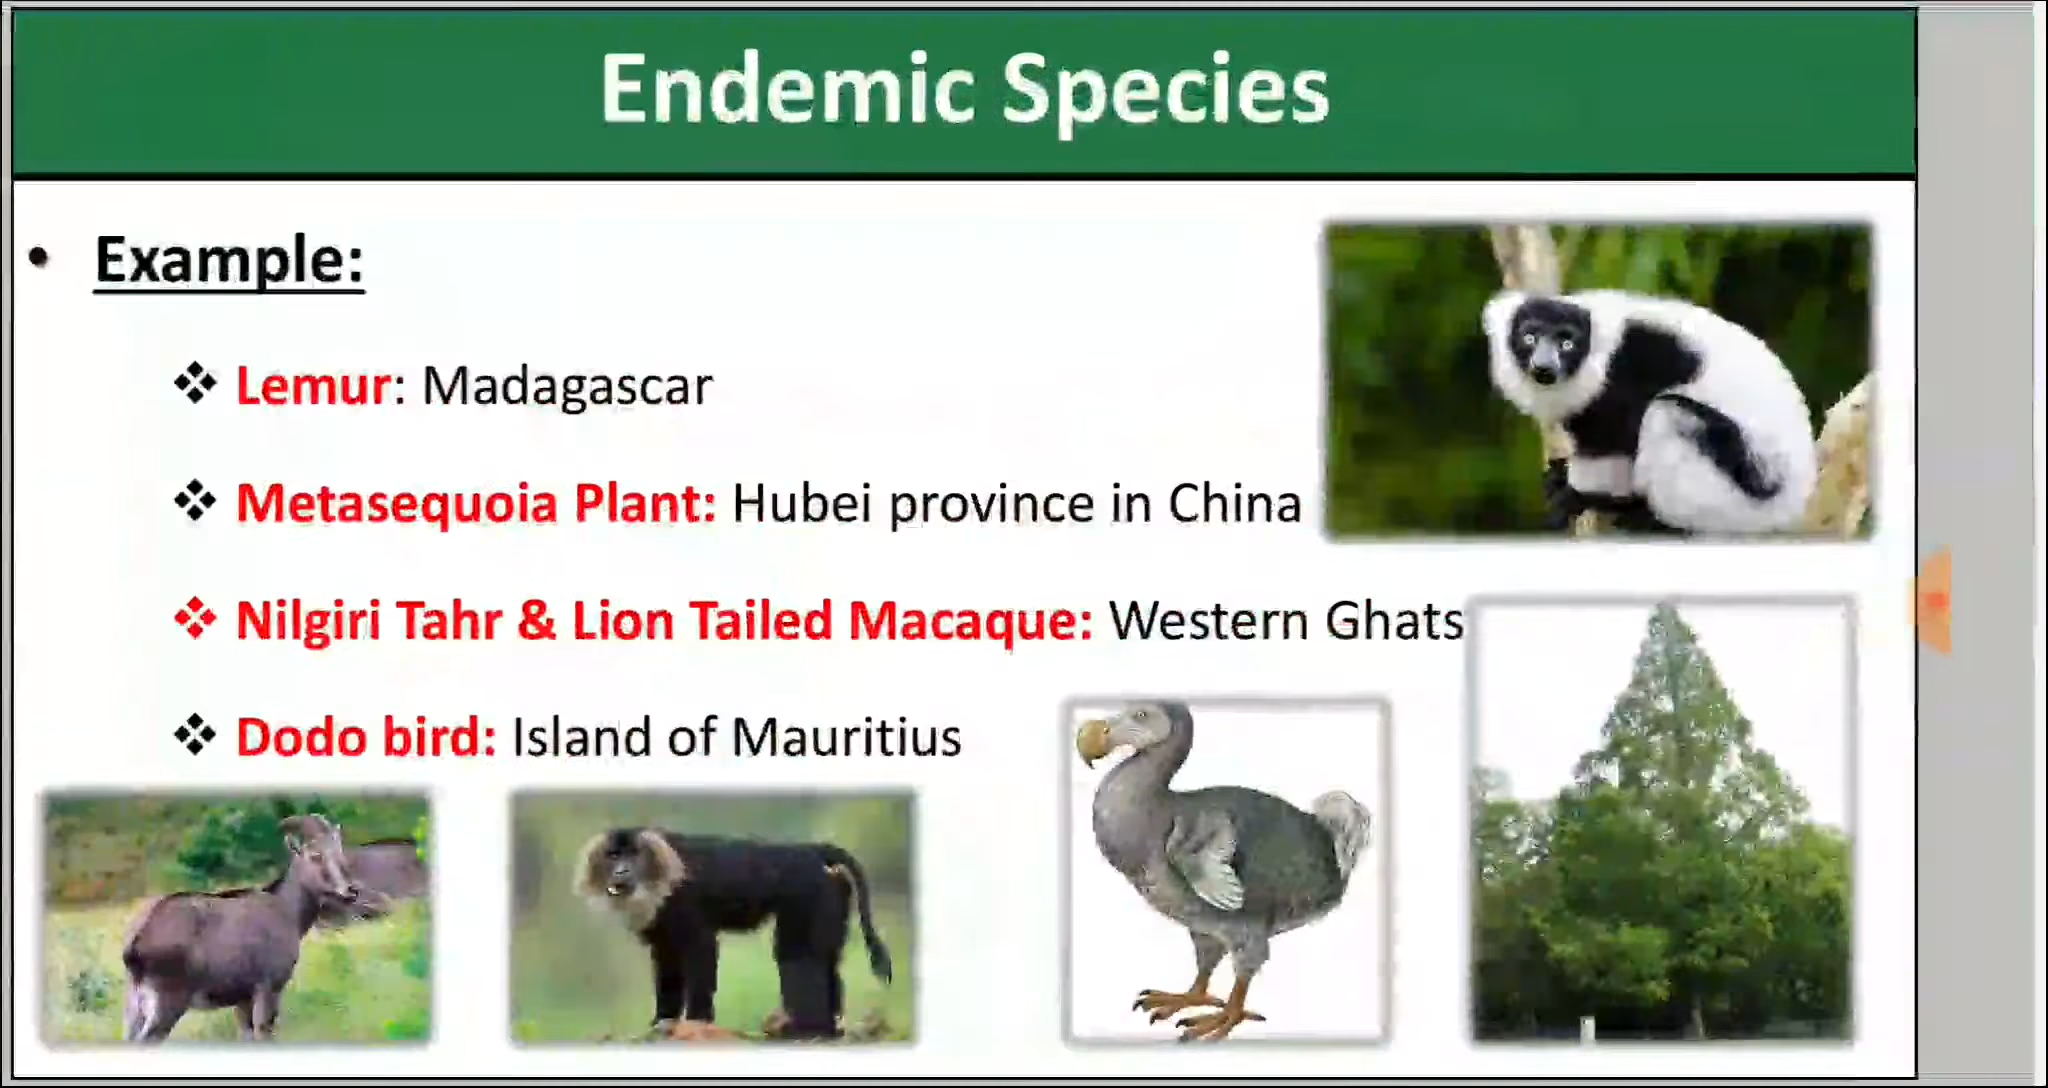 Endemic Species
• Example:
❖ Lemur: Madagascar
❖ Metasequoia Plant: Hubei province in China
❖ Nilgiri Tahr & Lion Tailed Macaque: Western Ghats
❖ Dodo bird: Island of Mauritius